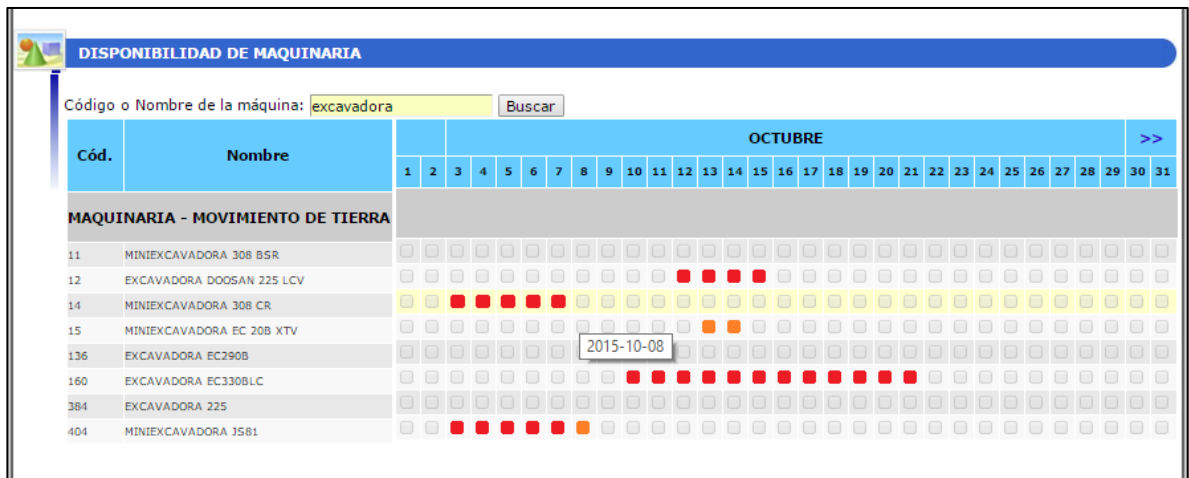 DISPONIBILIDAD DE MAQUINARIA
Código o Nombre de la máquina: excavadora Buscar
Cód. Nombre OCTUBRE >>
1 2 3 4 5 6 7 8 9 10 11 12 13 14 15 16 17 18 19 20 21 22 23 24 25 26 27 28 29 30 31
MAQUINARIA - MOVIMIENTO DE TIERRA
11 MINIEXCAVADORA 308 BSR
12 EXCAVADORA DOOSAN 225 LCV
14 MINIEXCAVADORA 308 CR
15 MINIEXCAVADORA EC 20B XTV
2015-10-08
136 EXCAVADORA EC290B
160 EXCAVADORA EC330BLC
384 EXCAVADORA 225
404 MINIEXCAVADORA JS81